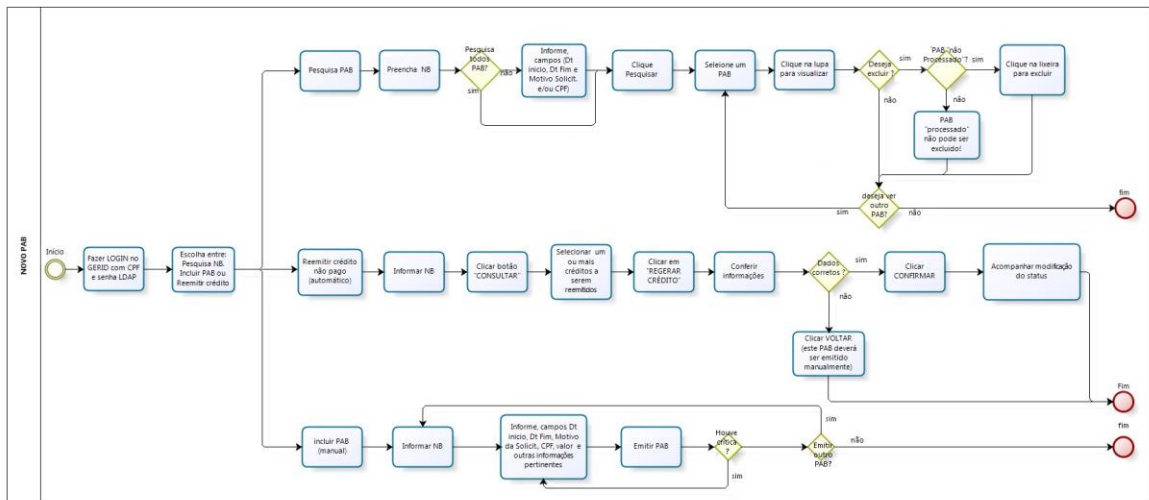 NOVO PAB
Início
Fazer LOGIN no
GERID com CPF
e senha LDAP
Escolha entre:
Pesquisa NB.
Incluir PAB ou
Reemitir crédito
Pesquisa PAB
Preencha NB
Pesquisa
todos
PAB?
não
sim
Informe,
campos (Dt
inicio, Dt Fim e
Motivo Solicit.
e/ou CPF)
Clique
Pesquisar
Seleione um
PAB
Clique na lupa
para visualizar
Deseja
excluir ?
sim
não
"PAB "não
Processado"?
sim
não
Clique na lixeira
para excluir
PAB
"processado"
não pode ser
excluido!
deseja ver
outro
PAB?
sim
não
fim
Reemitir crédito
não pago
(automático)
Informar NB
Clicar botão
"CONSULTAR"
Selecionar um
ou mais
créditos a
serem
reemitidos
Clicar em
"REGERAR
CRÉDITO"
Conferir
informações
Dados
corretos ?
sim
não
Clicar
CONFIRMAR
Acompanhar modificação
do status
Clicar VOLTAR
(este PAB deverá
ser emitido
manualmente)
Fim
incluir PAB
(manual)
Informar NB
Informe, campos Dt
inicio, Dt Fim, Motivo
da Solicit., CPF, valor e
outras informações
pertinentes
Emitir PAB
Houve
crítica
?
sim
Emitir
outro
PAB?
sim
não
fim